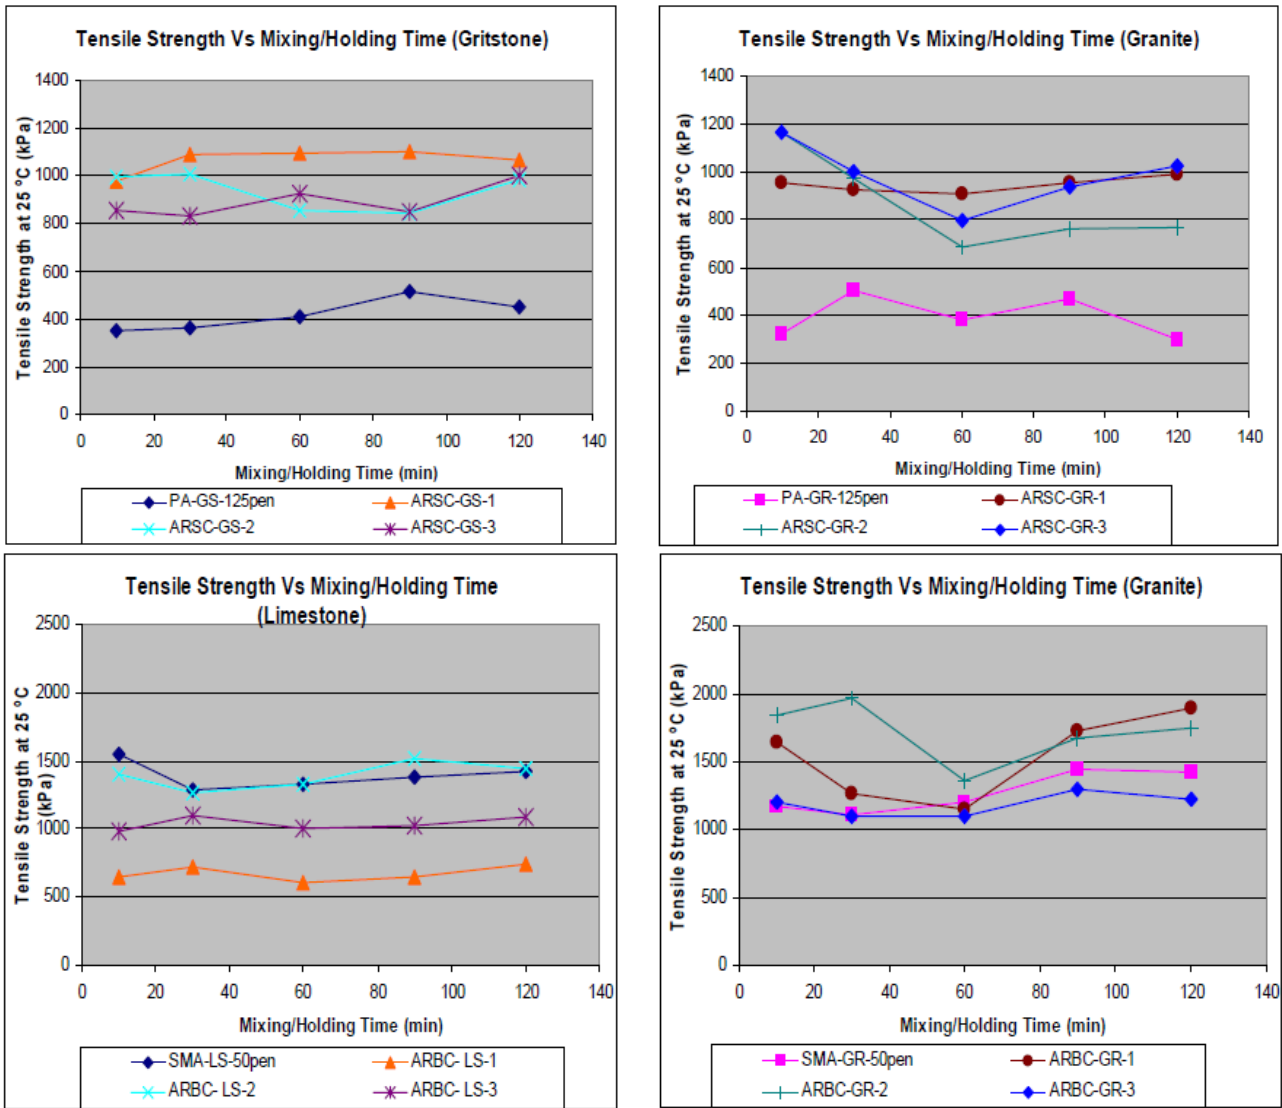 Tensile Strength Vs Mixing/Holding Time (Gritstone)
Tensile Strength at 25 °C (kPa)
1400
1200
1000
800
600
400
200
0
0 20 40 60 80 100 120 140
Mixing/Holding Time (min)
PA-GS-125pen ARSC-GS-1
ARSC-GS-2 ARSC-GS-3
Tensile Strength Vs Mixing/Holding Time (Granite)
Tensile Strength at 25 °C (kPa)
1400
1200
1000
800
600
400
200
0
0 20 40 60 80 100 120 140
Mixing/Holding Time (min)
PA-GR-125pen ARSC-GR-1
ARSC-GR-2 ARSC-GR-3
Tensile Strength Vs Mixing/Holding Time
(Limestone)
Tensile Strength at 25 °C
(kPa)
2500
2000
1500
1000
500
0
0 20 40 60 80 100 120 140
Mixing/Holding Time (min)
SMA-LS-50pen ARBC- LS-1
ARBC- LS-2 ARBC- LS-3
Tensile Strength Vs Mixing/Holding Time (Granite)
Tensile Strength at 25 °C (kPa)
2500
2000
1500
1000
500
0
0 20 40 60 80 100 120 140
Mixing/Holding Time (min)
SMA-GR-50pen ARBC-GR-1
ARBC-GR-2 ARBC-GR-3